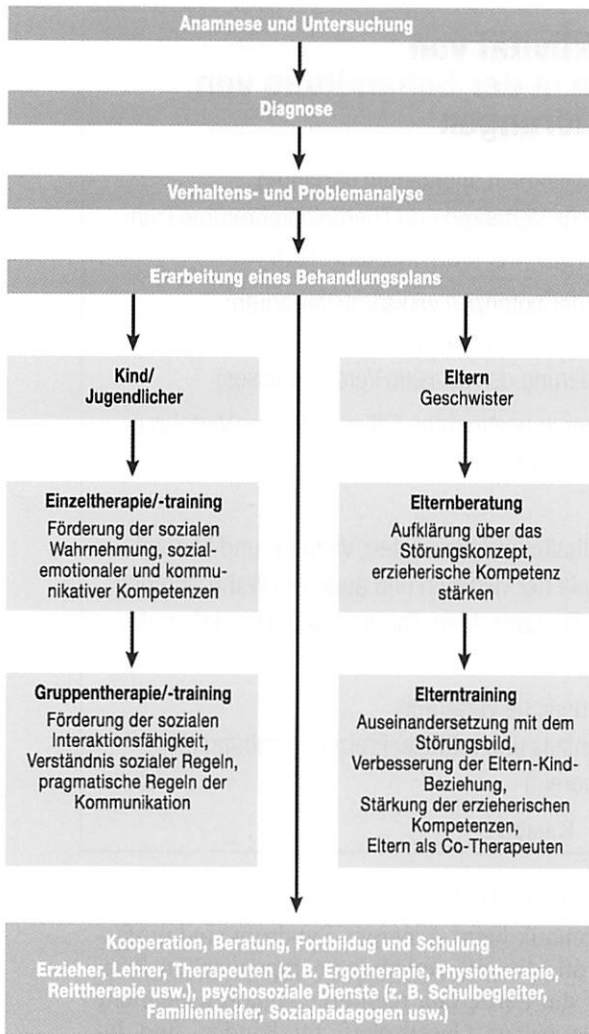 Anamnese und Untersuchung
Diagnose
Verhaltens- und Problemanalyse
Erarbeitung eines Behandlungsplans
Kind/
Jugendlicher
Einzeltherapie/-training
Förderung der sozialen
Wahrnehmung, sozial-
emotionaler und kommu-
nikativer Kompetenzen
Gruppentherapie/-training
Förderung der sozialen
Interaktionsfähigkeit,
Verständnis sozialer Regeln,
pragmatische Regeln der
Kommunikation
Eltern
Geschwister
Elternberatung
Aufklärung über das
Störungskonzept,
erzieherische Kompetenz
stärken
Elterntraining
Auseinandersetzung mit dem
Störungsbild,
Verbesserung der Eltern-Kind-
Beziehung,
Stärkung der erzieherischen
Kompetenzen,
Eltern als Co-Therapeuten
Kooperation, Beratung, Fortbildug und Schulung
Erzieher, Lehrer, Therapeuten (z. B. Ergotherapie, Physiotherapie,
Reittherapie usw.), psychosoziale Dienste (z. B. Schulbegleiter,
Familienhelfer, Sozialpädagogen usw.)